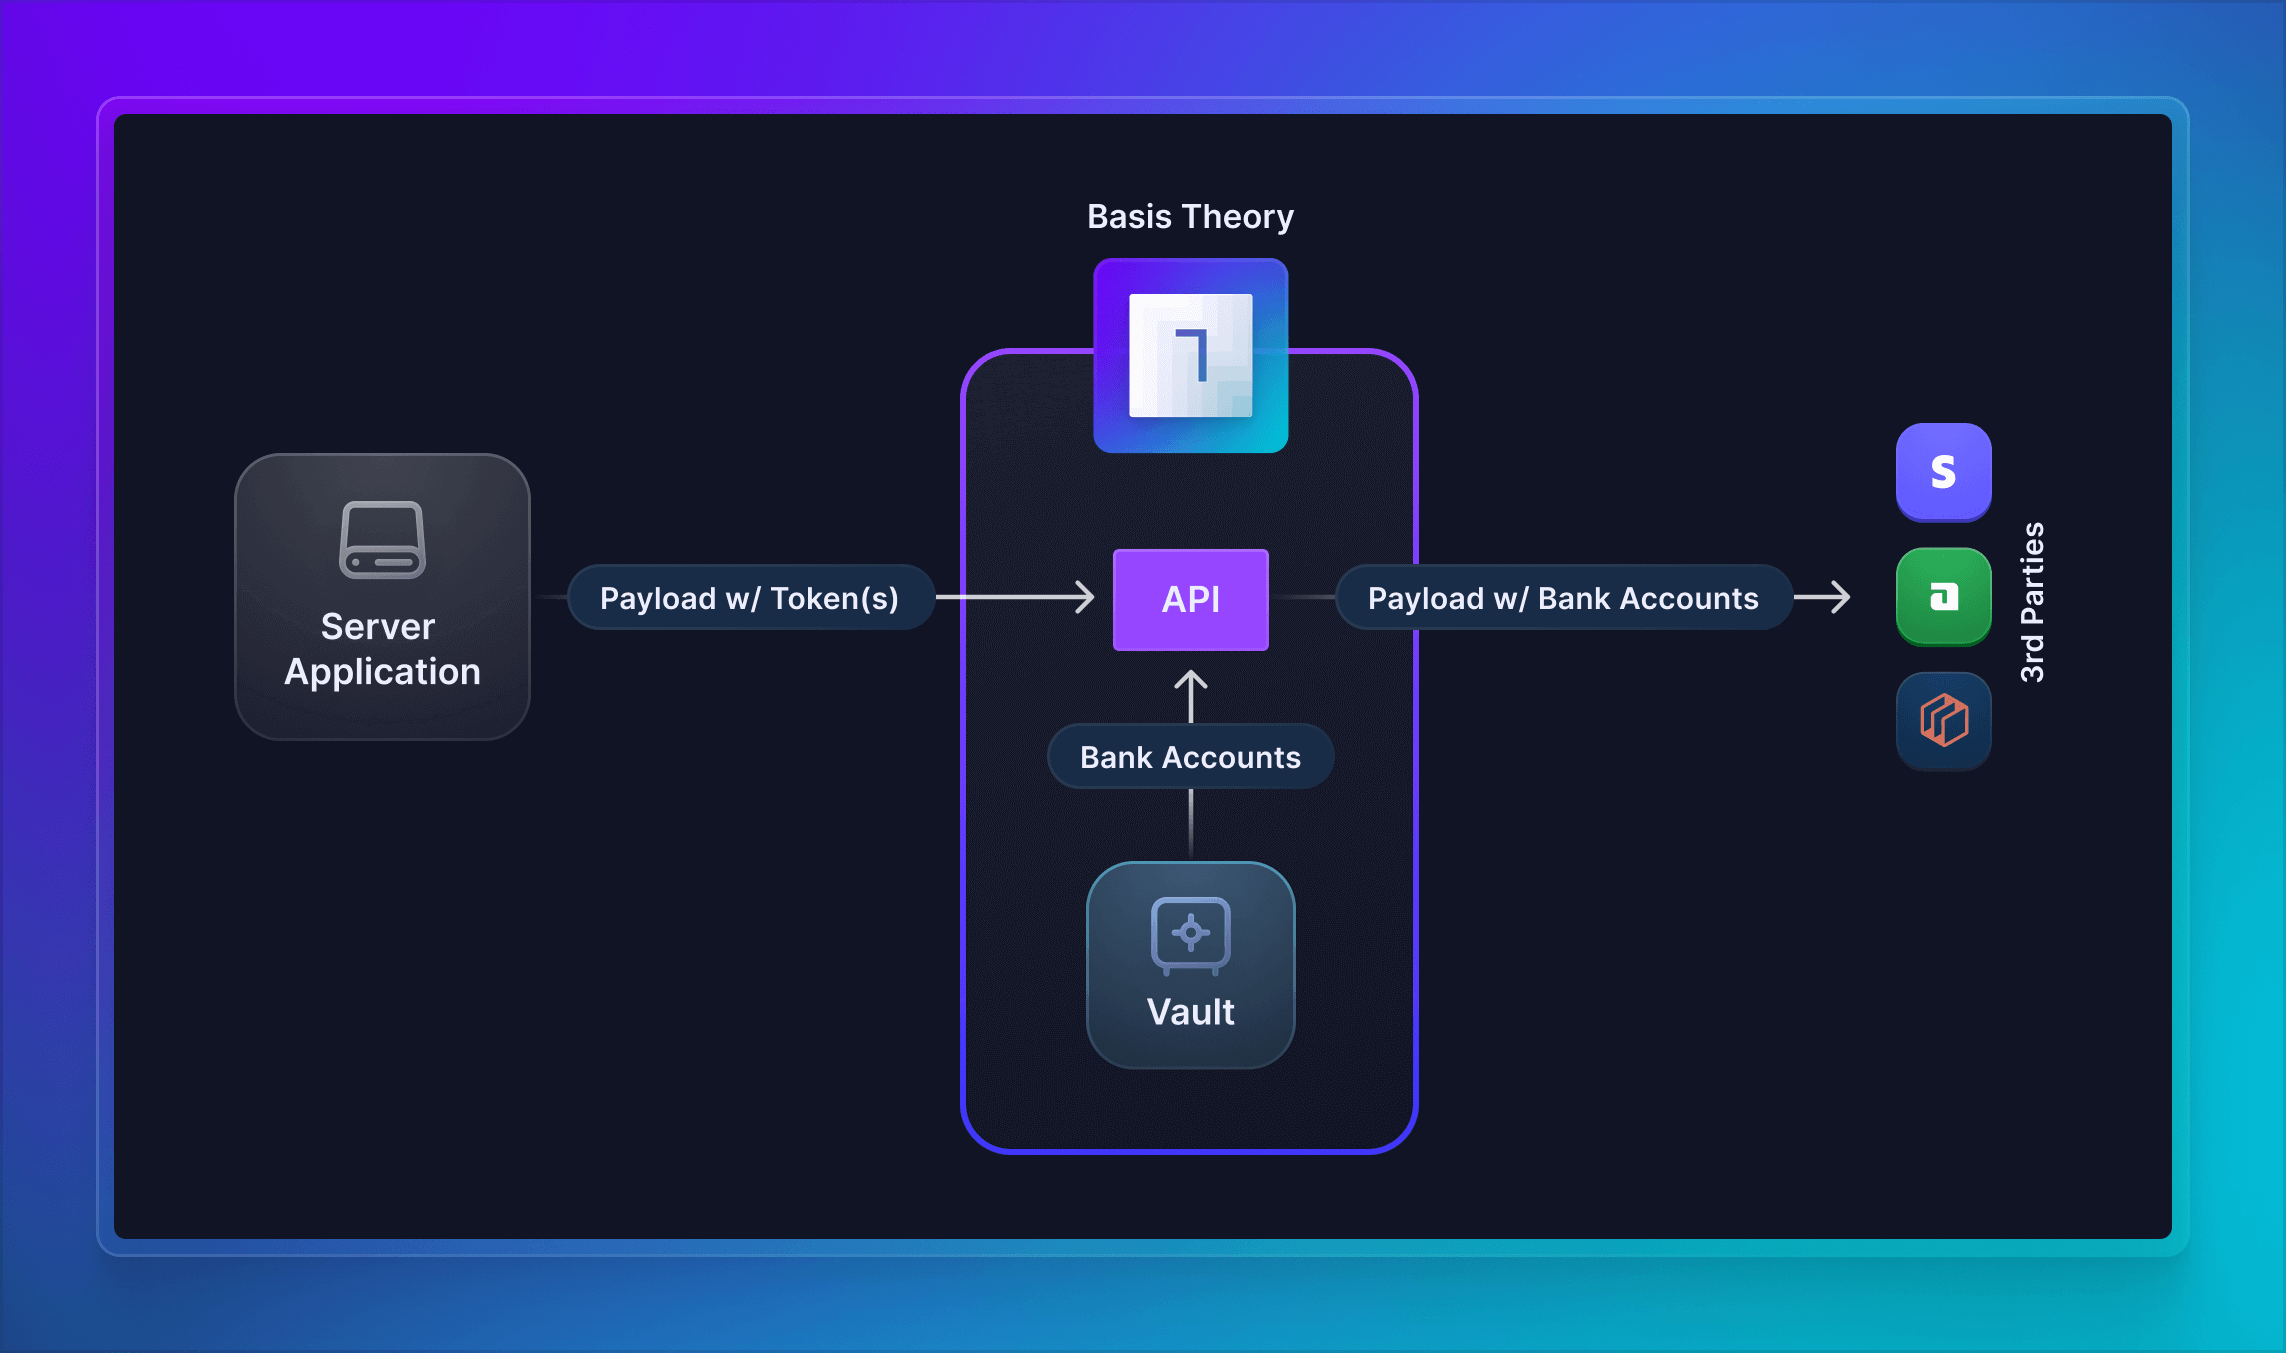 Basis Theory
Server
Application
Payload w/ Token(s)
API
Payload w/ Bank Accounts
S
a
3rd Parties
Bank Accounts
Vault